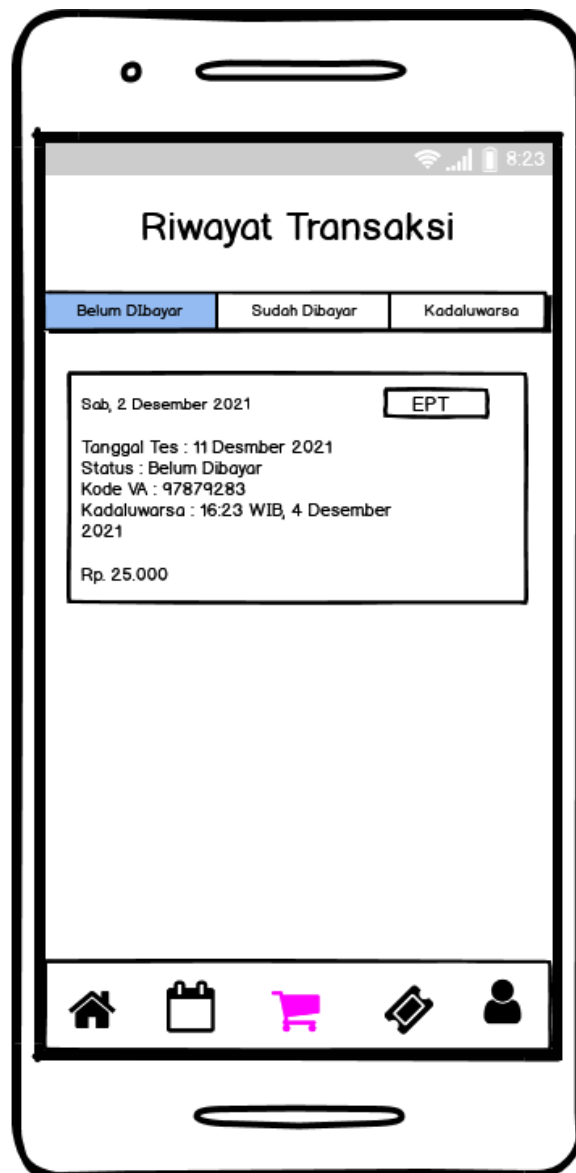 8:23
Riwayat Transaksi
Belum DIbayar
Sudah Dibayar
Kadaluwarsa
Sab, 2 Desember 2021
EPT
Tanggal Tes : 11 Desmber 2021
Status : Belum Dibayar
Kode VA : 97879283
Kadaluwarsa : 16:23 WIB, 4 Desember
2021
Rp. 25.000